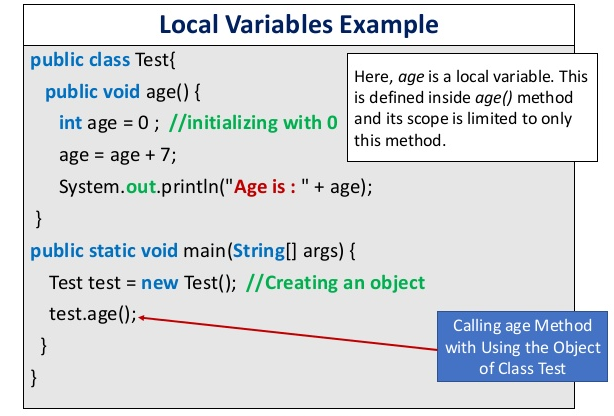 Local Variables Example
public class Test{
public void age() {
int age = 0 ;  //initializing with 0
age = age + 7;
System.out.println("Age is : " + age);
}
public static void main(String[] args) {
Test test = new Test();  //Creating an object
test.age();
}
}
Here, age is a local variable. This
is defined inside age() method
and its scope is limited to only
this method.
Calling age Method
with Using the Object
of Class Test